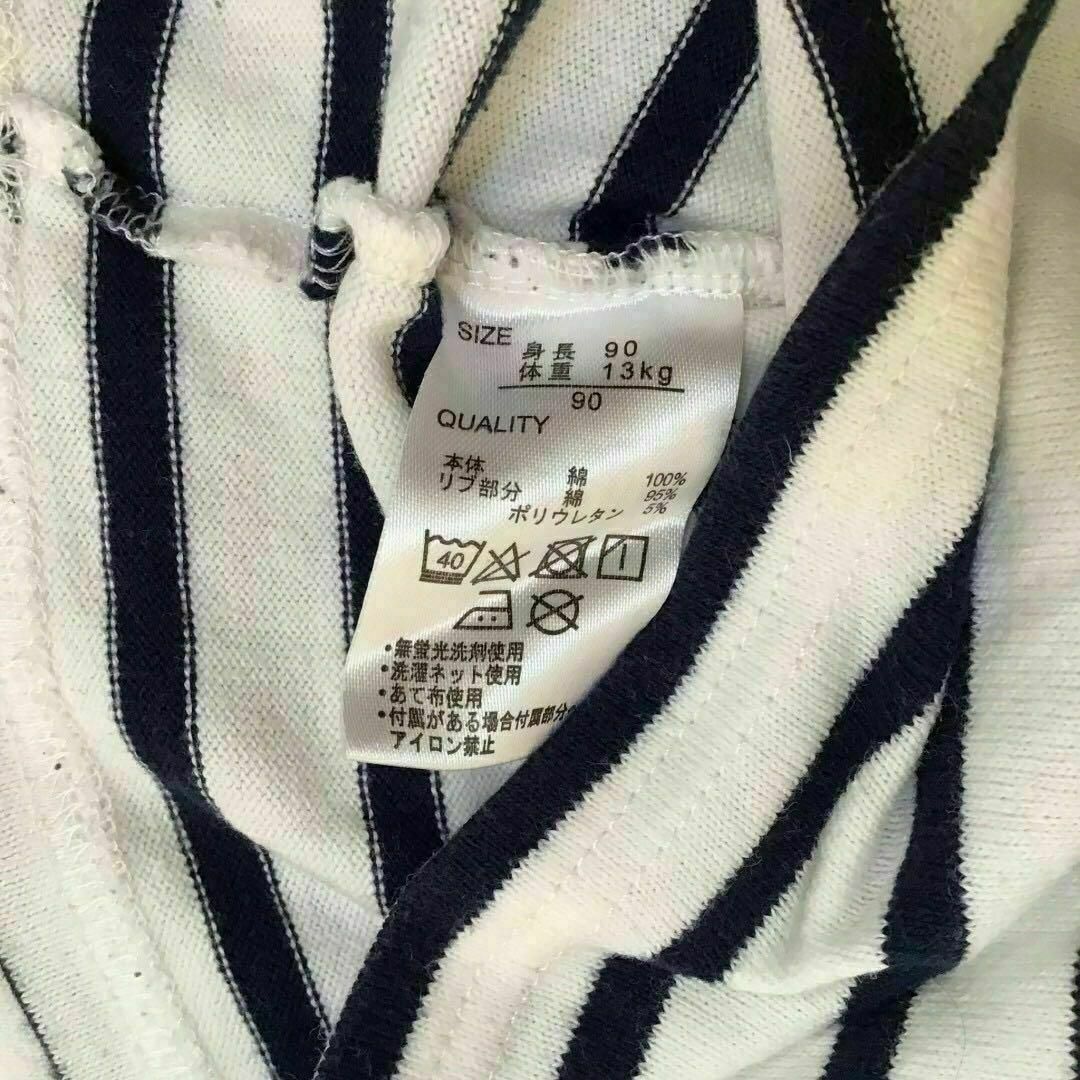 SIZE
身長 90
体重 13kg
90
QUALITY
本体 綿 100%
リブ部分 綿 95%
ポリウレタン 5%
40
・無蛍光洗剤使用
・洗濯ネット使用
・あて布使用
・付属がある場合付属部分
アイロン禁止